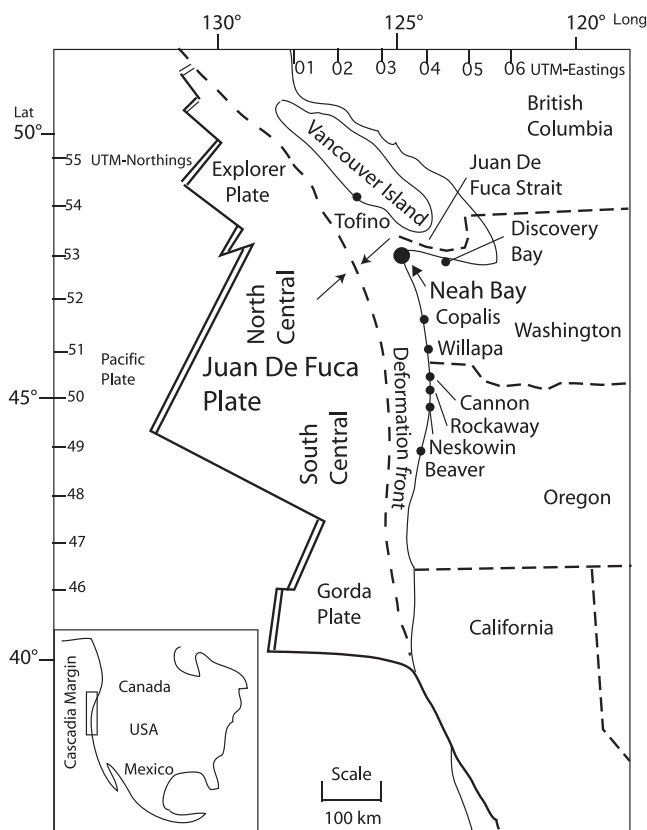 130°
125°
120° Long
01 02 03 04 05 06 UTM-Eastings
Lat
50°
British
Columbia
UTM-Northings
55
Explorer
Plate
Vancouver Island
Juan De
Fuca Strait
54
Tofino
Discovery
Bay
53
Neah Bay
52
North
Central
Copalis
Washington
51
Willapa
Pacific
Plate
Juan De Fuca
Plate
Deformation front
45°
50
Cannon
Rockaway
Neskowin
Beaver
49
South
Central
48
Oregon
47
46
Gorda
Plate
California
40°
Cascadia Margin
Canada
USA
Mexico
Scale
100 km